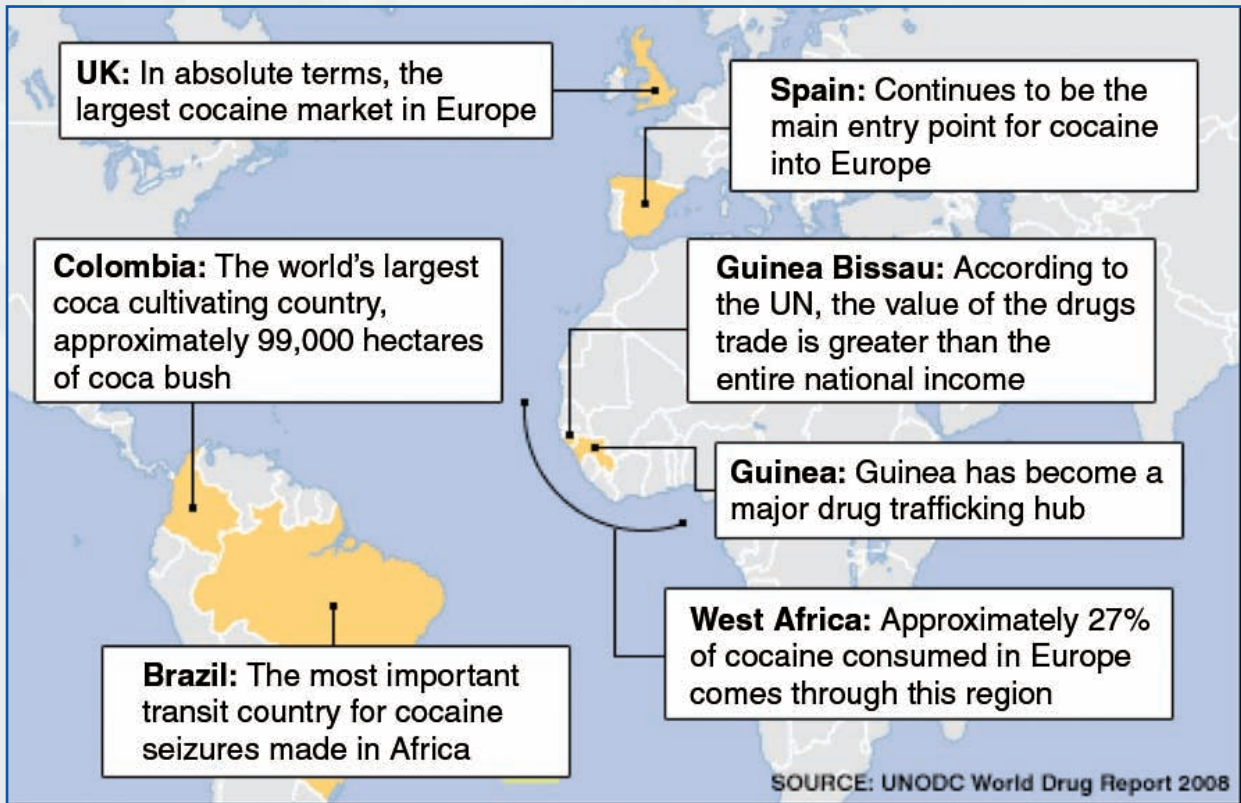 UK: In absolute terms, the
largest cocaine market in Europe
Spain: Continues to be the
main entry point for cocaine
into Europe
Colombia: The world's largest
coca cultivating country,
approximately 99,000 hectares
of coca bush
Guinea Bissau: According to
the UN, the value of the drugs
trade is greater than the
entire national income
Guinea: Guinea has become a
major drug trafficking hub
West Africa: Approximately 27%
of cocaine consumed in Europe
comes through this region
Brazil: The most important
transit country for cocaine
seizures made in Africa
SOURCE: UNODC World Drug Report 2008